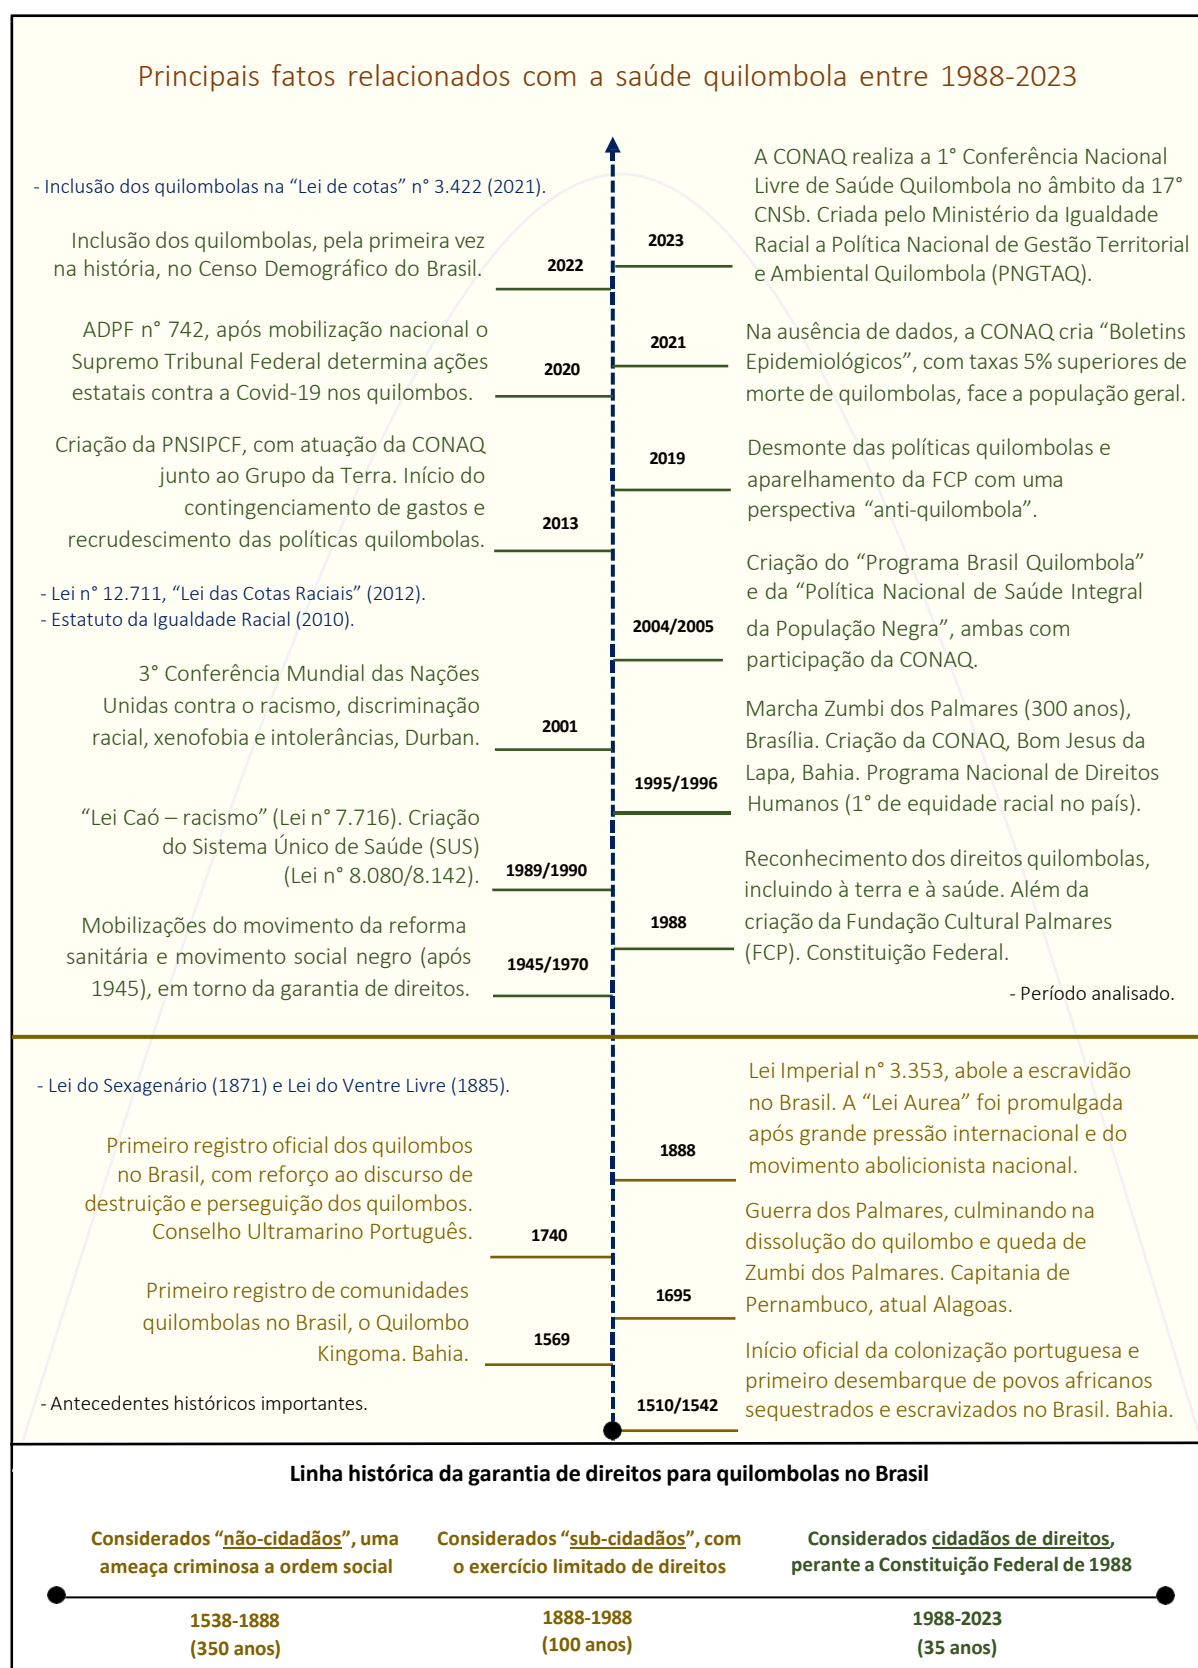 Principais fatos relacionados com a saúde quilombola entre 1988-2023
- Inclusão dos quilombolas na “Lei de cotas” n° 3.422 (2021).
A CONAQ realiza a 1° Conferência Nacional
Livre de Saúde Quilombola no âmbito da 17°
CNSb. Criada pelo Ministério da Igualdade
Racial a Política Nacional de Gestão Territorial
e Ambiental Quilombola (PNGTAQ).
2023
Inclusão dos quilombolas, pela primeira vez
na história, no Censo Demográfico do Brasil.
2022
Na ausência de dados, a CONAQ cria “Boletins
Epidemiológicos”, com taxas 5% superiores de
morte de quilombolas, face a população geral.
2021
ADPF n° 742, após mobilização nacional o
Supremo Tribunal Federal determina ações
estatais contra a Covid-19 nos quilombos.
2020
Desmonte das políticas quilombolas e
aparelhamento da FCP com uma
perspectiva “anti-quilombola”.
2019
Criação da PNSIPCF, com atuação da CONAQ
junto ao Grupo da Terra. Início do
contingenciamento de gastos e
recrudescimento das políticas quilombolas.
2013
- Lei n° 12.711, “Lei das Cotas Raciais” (2012).
- Estatuto da Igualdade Racial (2010).
Criação do “Programa Brasil Quilombola”
e da “Política Nacional de Saúde Integral
da População Negra”, ambas com
participação da CONAQ.
2004/2005
3° Conferência Mundial das Nações
Unidas contra o racismo, discriminação
racial, xenofobia e intolerâncias, Durban.
2001
Marcha Zumbi dos Palmares (300 anos),
Brasília. Criação da CONAQ, Bom Jesus da
Lapa, Bahia. Programa Nacional de Direitos
Humanos (1° de equidade racial no país).
1995/1996
“Lei Caó – racismo” (Lei n° 7.716). Criação
do Sistema Único de Saúde (SUS)
(Lei n° 8.080/8.142).
1989/1990
Reconhecimento dos direitos quilombolas,
incluindo à terra e à saúde. Além da
criação da Fundação Cultural Palmares
(FCP). Constituição Federal.
1988
Mobilizações do movimento da reforma
sanitária e movimento social negro (após
1945), em torno da garantia de direitos.
1945/1970
- Período analisado.
- Lei do Sexagenário (1871) e Lei do Ventre Livre (1885).
Lei Imperial n° 3.353, abole a escravidão
no Brasil. A “Lei Aurea” foi promulgada
após grande pressão internacional e do
movimento abolicionista nacional.
1888
Primeiro registro oficial dos quilombos
no Brasil, com reforço ao discurso de
destruição e perseguição dos quilombos.
Conselho Ultramarino Português.
1740
Guerra dos Palmares, culminando na
dissolução do quilombo e queda de
Zumbi dos Palmares. Capitania de
Pernambuco, atual Alagoas.
1695
Primeiro registro de comunidades
quilombolas no Brasil, o Quilombo
Kingoma. Bahia.
1569
Início oficial da colonização portuguesa e
primeiro desembarque de povos africanos
sequestrados e escravizados no Brasil. Bahia.
1510/1542
- Antecedentes históricos importantes.
Linha histórica da garantia de direitos para quilombolas no Brasil
Considerados “não-cidadãos”, uma
ameaça criminosa a ordem social
1538-1888
(350 anos)
Considerados “sub-cidadãos”, com
o exercício limitado de direitos
1888-1988
(100 anos)
Considerados cidadãos de direitos,
perante a Constituição Federal de 1988
1988-2023
(35 anos)